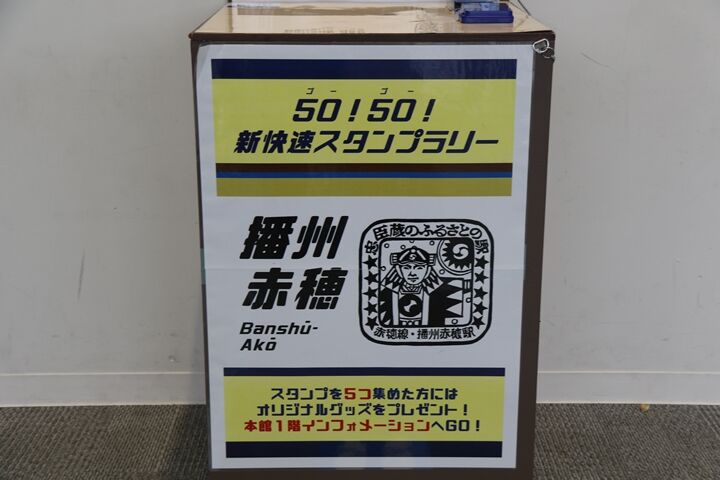 ゴー ゴー
50！50！
新快速スタンプラリー
播州
赤穂
Banshū-
Akō
忠臣蔵のふるさとの駅
赤穂線・播州赤穂駅
スタンプを5つ集めた方には
オリジナルグッズをプレゼント！
本館1階インフォメーションへGO！